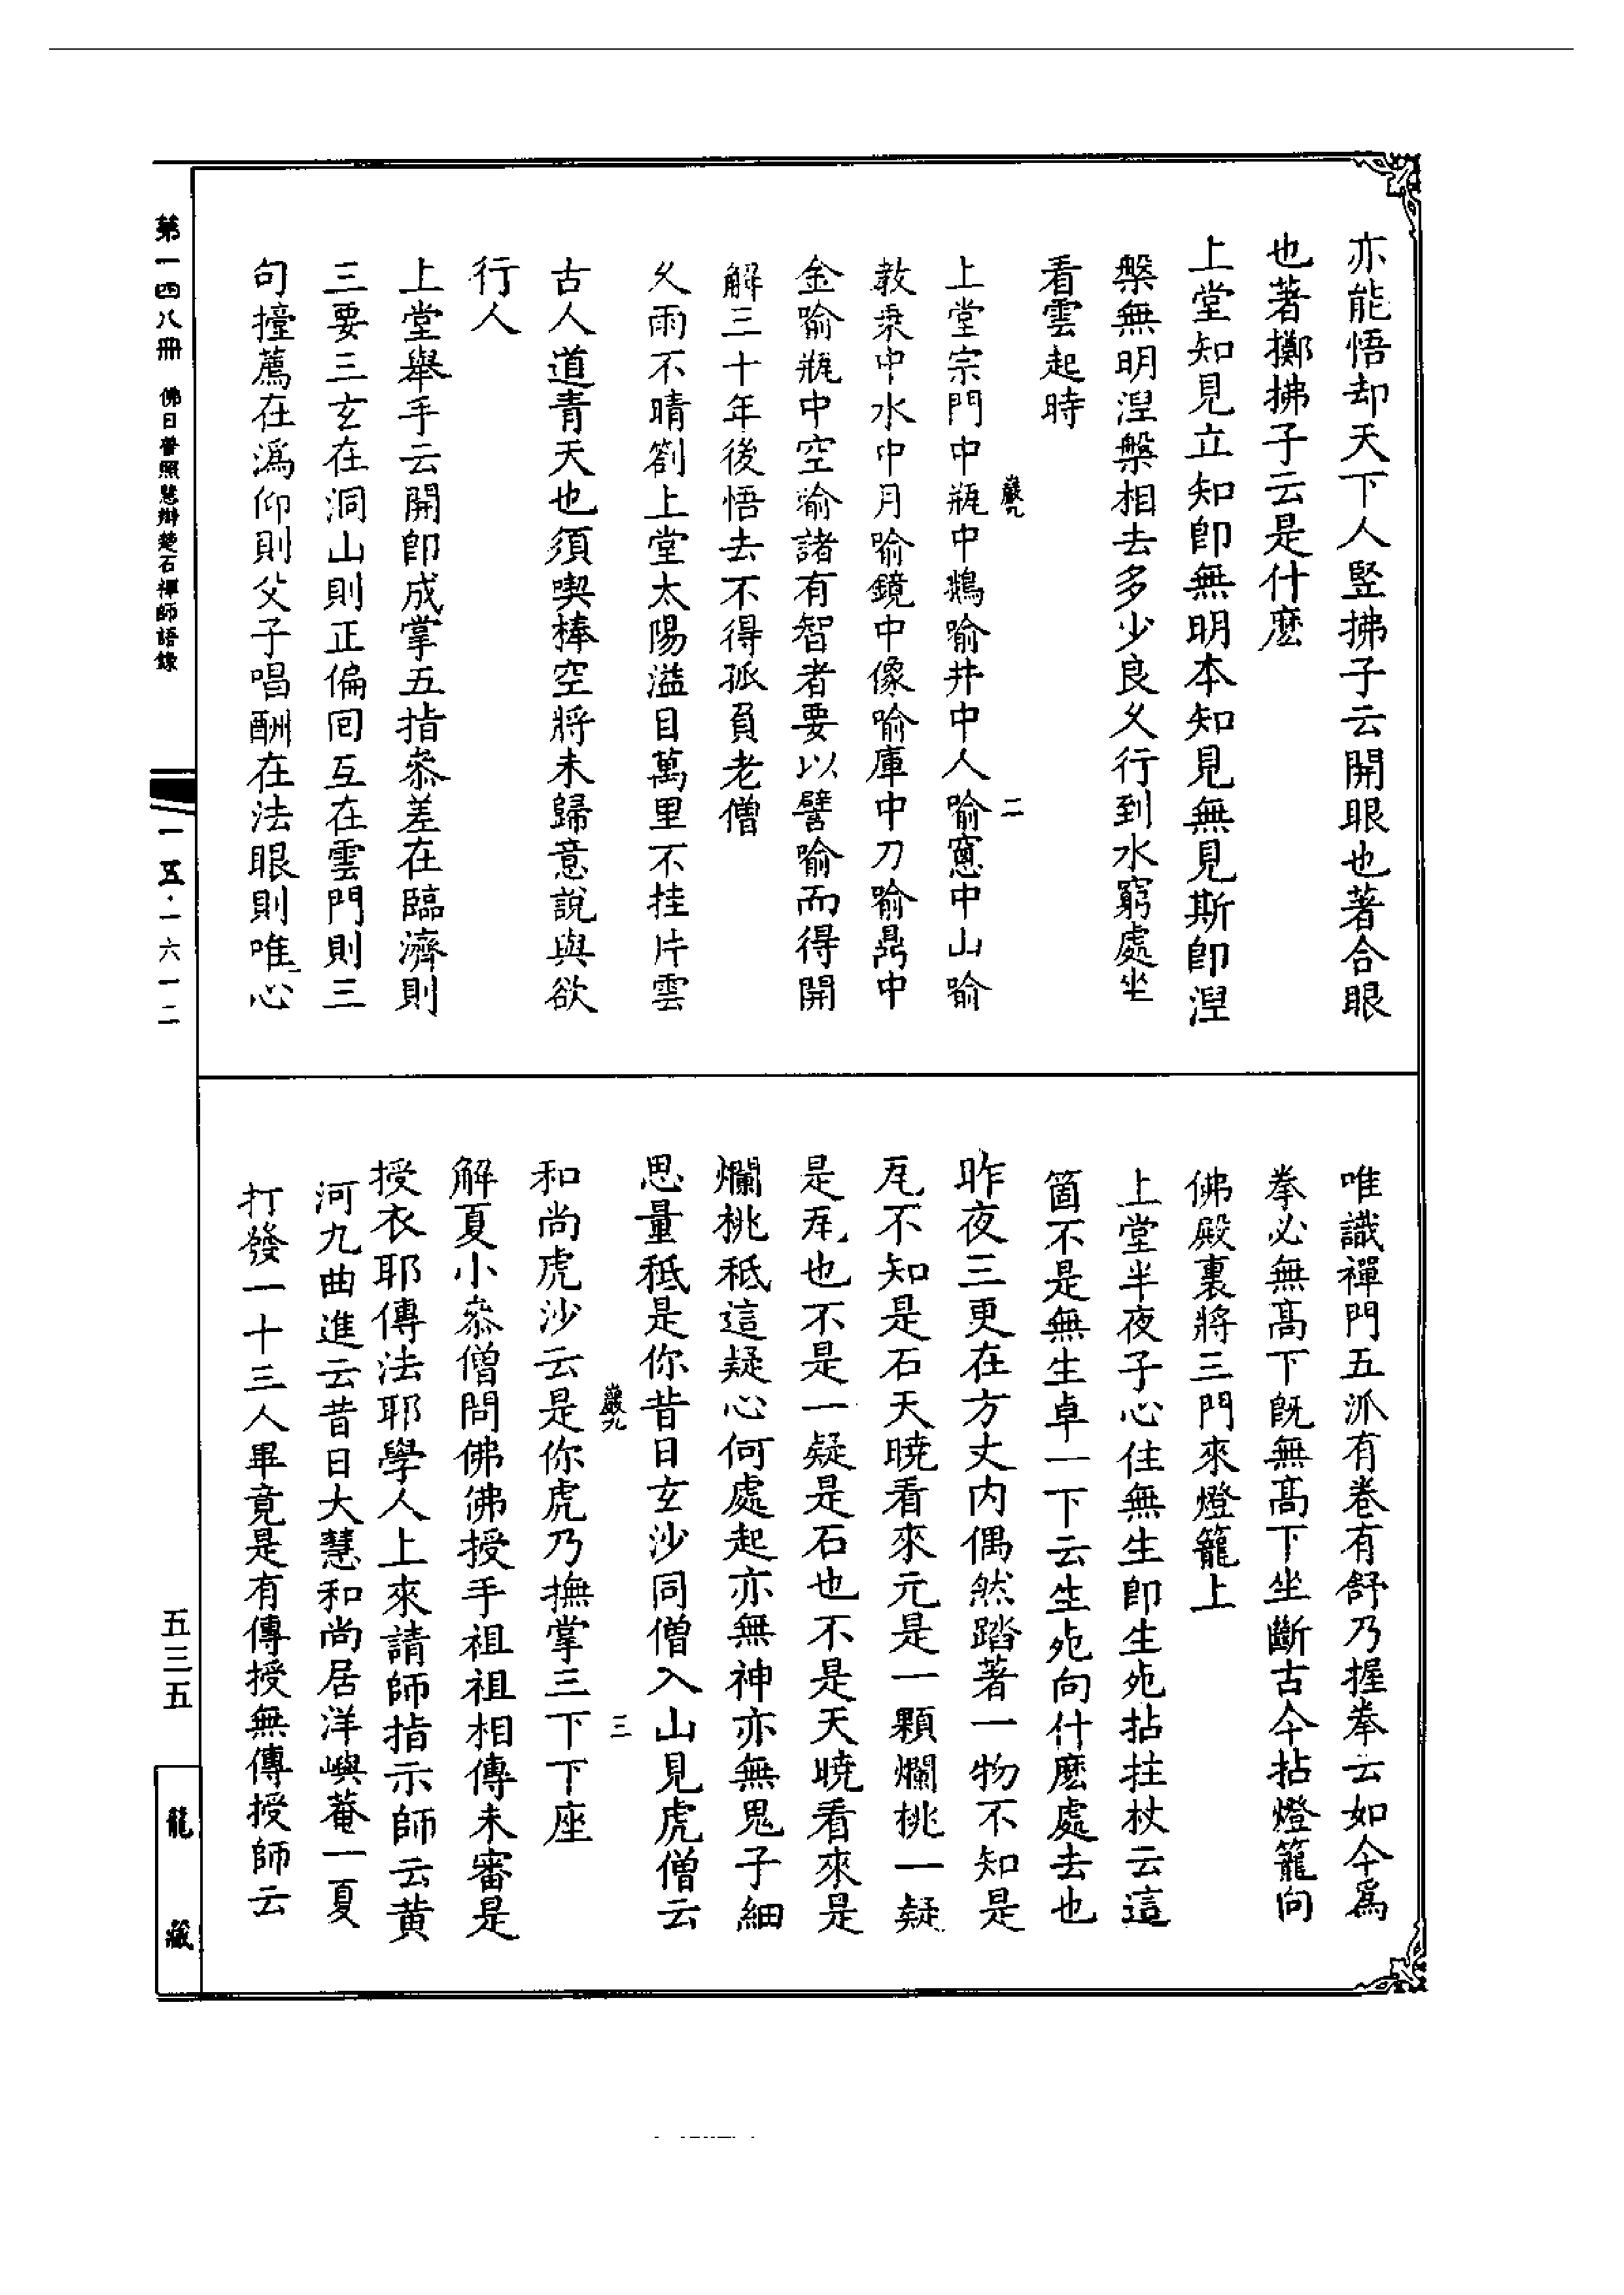 亦能悟却天下人竪拂子云開眼也著合眼
也著擲拂子云是什麽
上堂知見立知卽無明本知見無見斯卽涅
槃無明涅槃相去多少良乆行到水窮處坐
看雲起時
巖九
二
上堂宗門中瓶中鵝喻井中人喻窻中山喻
敎乗中水中月喻鏡中像喻庫中刀喻鼎中
金喻瓶中空喻諸有智者要以譬喻而得開
解三十年後悟去不得孤負老僧
乆雨不晴劄上堂太陽溢目萬里不挂片雲
古人道青天也須喫棒空將未歸意說與欲
行人
上堂舉手云開卽成掌五指叅差在臨濟則
三要三玄在洞山則正偏囘互在雲門則三
句擡薦在潙仰則父子唱酬在法眼則唯心
唯識禪門五派有卷有舒乃握拳云如今爲
拳必無髙下旣無髙下坐斷古今拈燈籠向
佛殿裏將三門來燈籠上
上堂半夜子心住無生卽生死拈拄杖云這
箇不是無生卓一下云生死向什麽處去也
昨夜三更在方丈内偶然踏著一物不知是
瓦不知是石天曉看來元是一顆爛桃一疑
是瓦也不是一疑是石也不是天曉看來是
爛桃秖這疑心何處起亦無神亦無鬼子細
思量秖是你昔日玄沙同僧入山見虎僧云
巖九
三
和尚虎沙云是你虎乃撫掌三下下座
解夏小叅僧問佛佛授手祖祖相傳未審是
授衣耶傳法耶學人上來請師指示師云黄
河九曲進云昔日大慧和尚居洋嶼菴一夏
打發一十三人畢竟是有傳授無傳授師云
第一四八冊 佛日普照慧辯楚石禪師語錄
一五·一六一二
五三五
龍藏